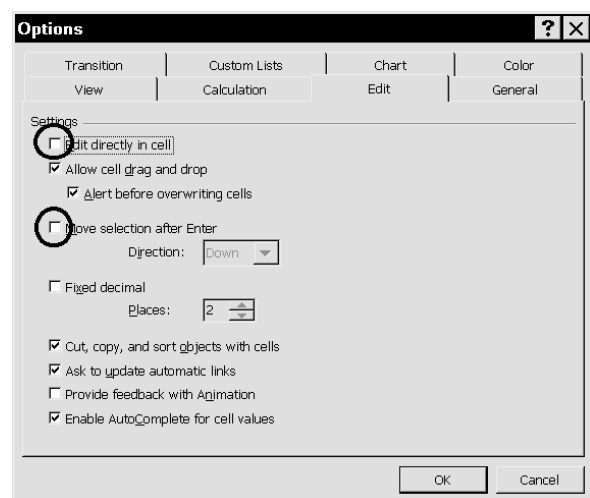 Options ? X
Transition Custom Lists Chart Color
View Calculation Edit General
Settings
Edit directly in cell
Allow cell drag and drop
Alert before overwriting cells
Move selection after Enter
Direction: Down
Fixed decimal
Places: 2
Cut, copy, and sort objects with cells
Ask to update automatic links
Provide feedback with Animation
Enable AutoComplete for cell values
OK Cancel